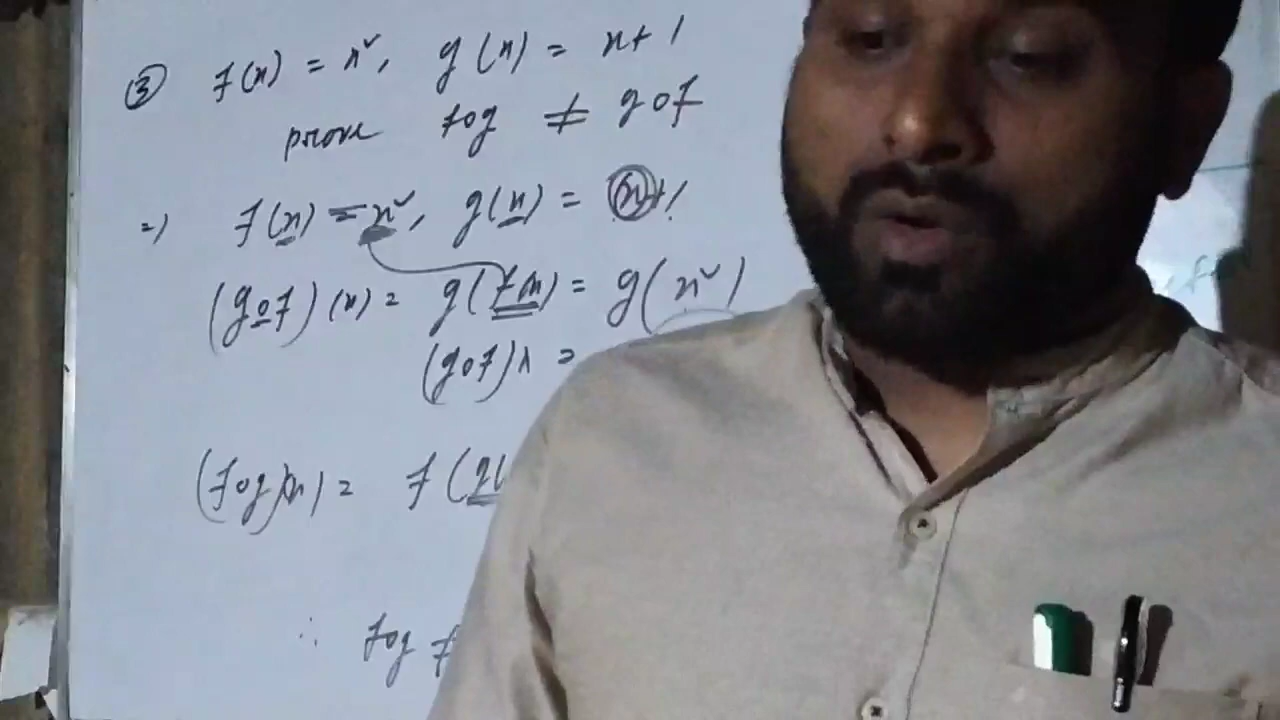 ③ f(x) = x², g(x) = x+1
prove fog ≠ gof
=) f(x) = x², g(x) = x+1
(gof)(x) = g(f(x)) = g(x²)
(gof)x =
(fog)(x) = f(g(
∴ fog ≠